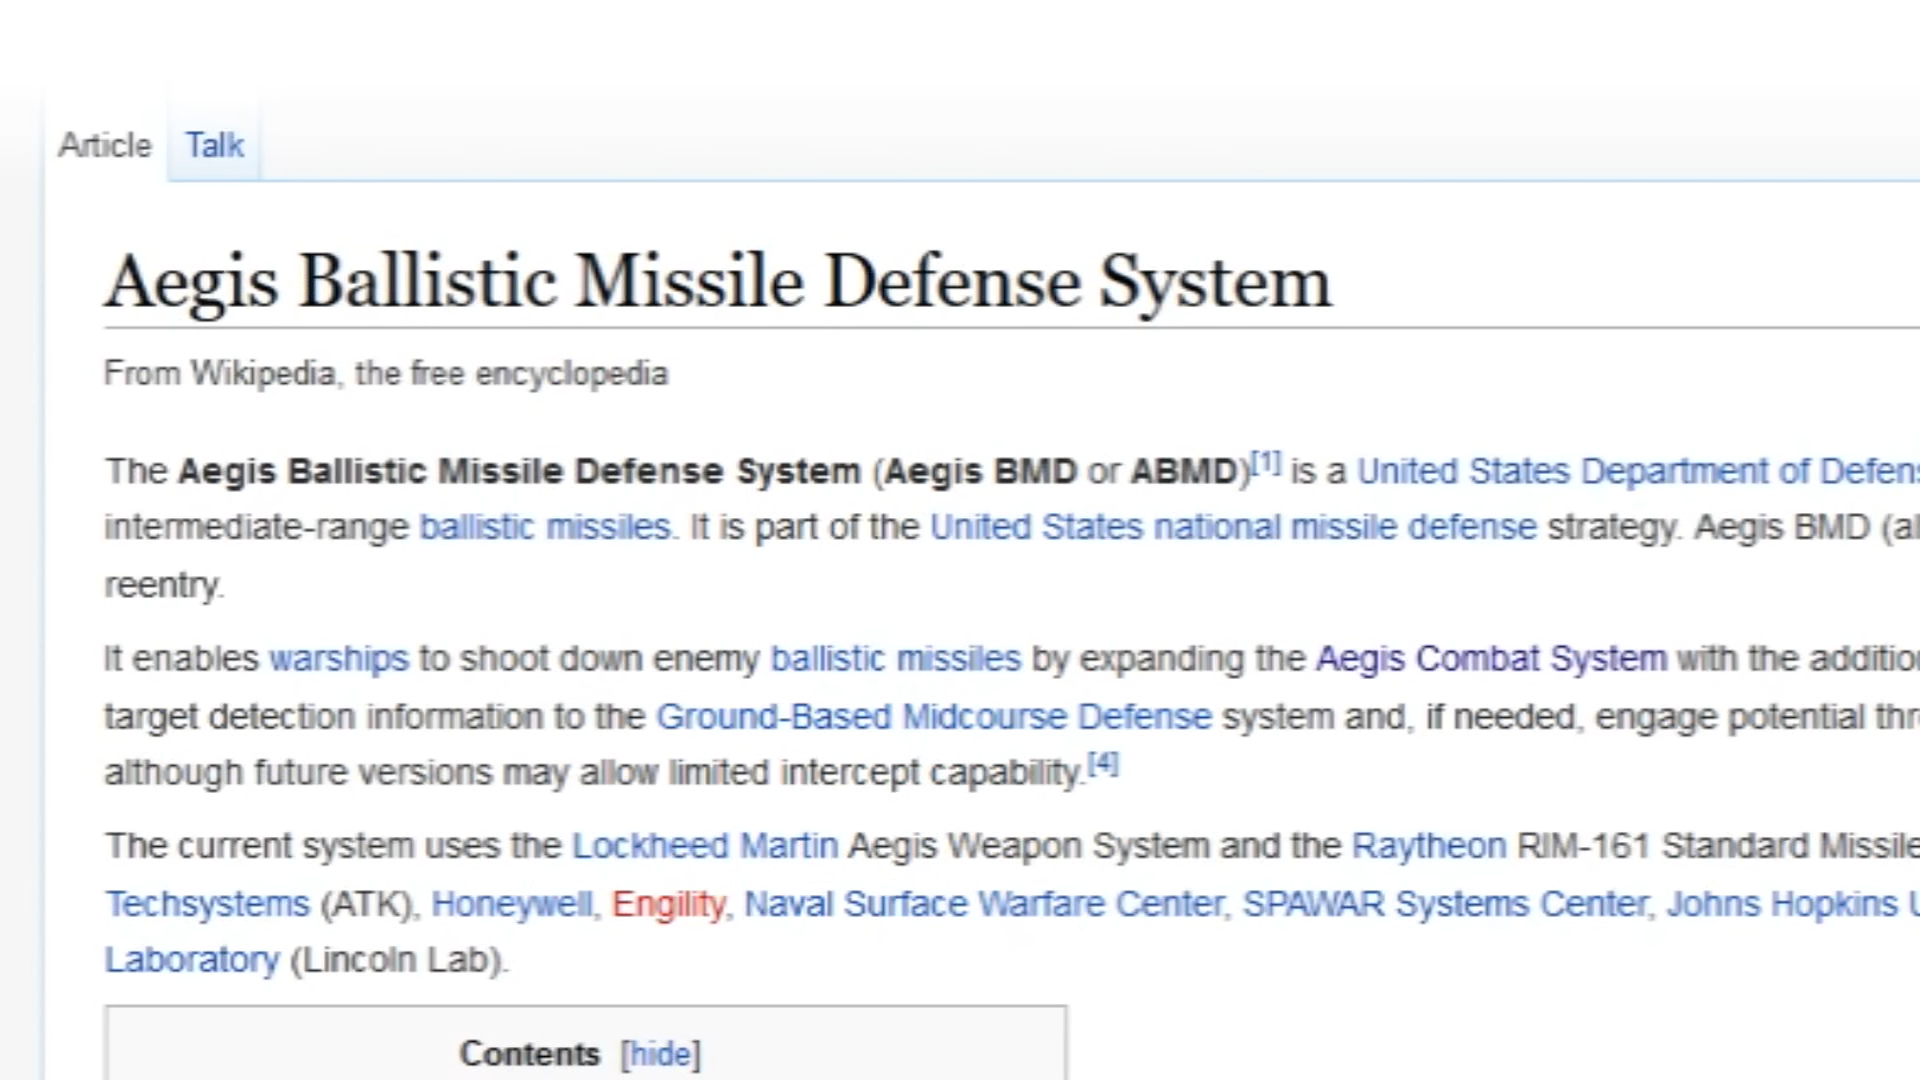 Article Talk
Aegis Ballistic Missile Defense System
From Wikipedia, the free encyclopedia
The Aegis Ballistic Missile Defense System (Aegis BMD or ABMD)[1] is a United States Department of Defens
intermediate-range ballistic missiles. It is part of the United States national missile defense strategy. Aegis BMD (al
reentry.
It enables warships to shoot down enemy ballistic missiles by expanding the Aegis Combat System with the addition
target detection information to the Ground-Based Midcourse Defense system and, if needed, engage potential thr
although future versions may allow limited intercept capability.[4]
The current system uses the Lockheed Martin Aegis Weapon System and the Raytheon RIM-161 Standard Missile
Techsystems (ATK), Honeywell, Engility, Naval Surface Warfare Center, SPAWAR Systems Center, Johns Hopkins U
Laboratory (Lincoln Lab).
Contents [hide]